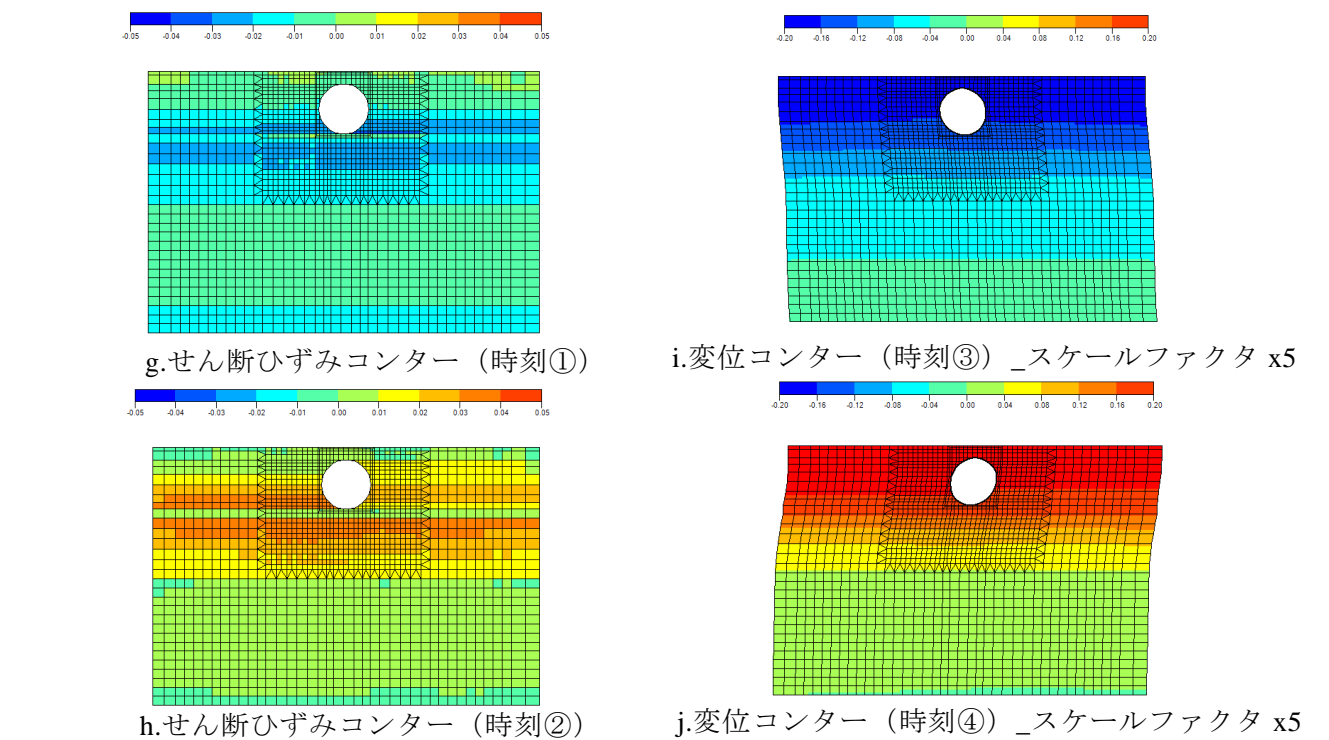 -0.05 -0.04 -0.03 -0.02 -0.01 0.00 0.01 0.02 0.03 0.04 0.05
g.せん断ひずみコンター（時刻①）
-0.20 -0.16 -0.12 -0.08 -0.04 0.00 0.04 0.08 0.12 0.16 0.20
i.変位コンター（時刻③）_スケールファクタ x5
-0.05 -0.04 -0.03 -0.02 -0.01 0.00 0.01 0.02 0.03 0.04 0.05
h.せん断ひずみコンター（時刻②）
-0.20 -0.16 -0.12 -0.08 -0.04 0.00 0.04 0.08 0.12 0.16 0.20
j.変位コンター（時刻④）_スケールファクタ x5